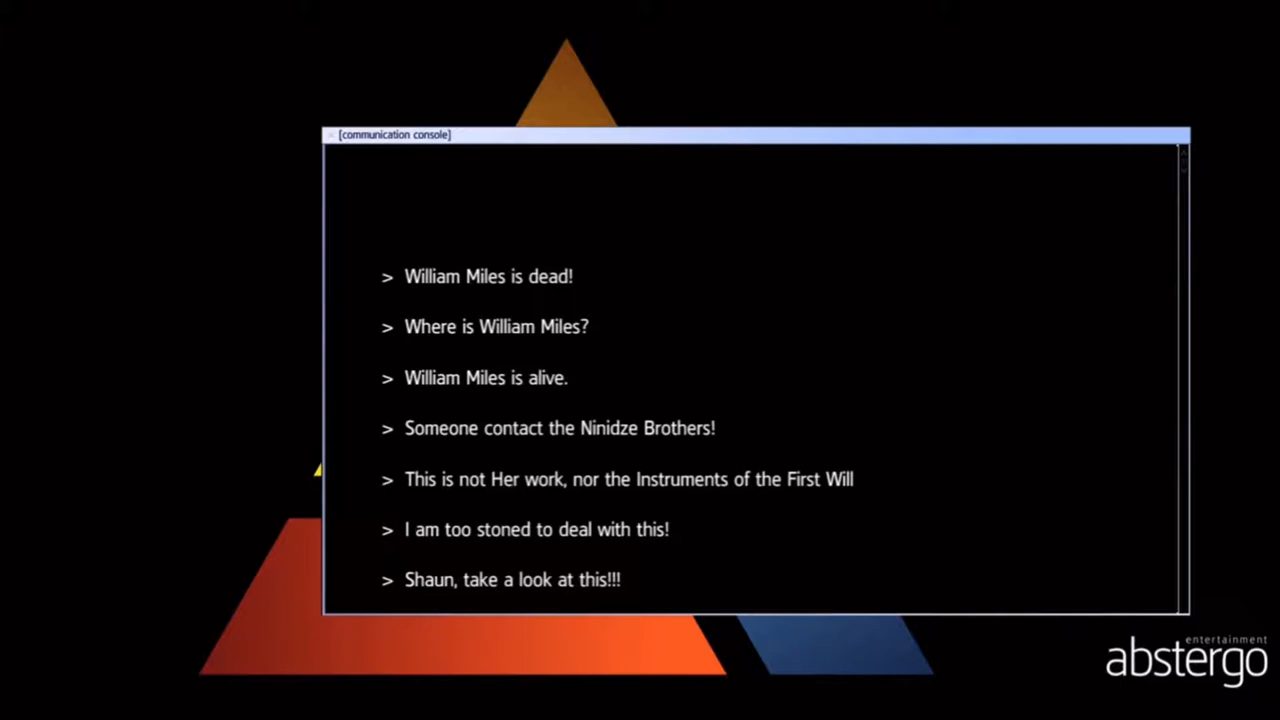 [communication console]
> William Miles is dead!
> Where is William Miles?
> William Miles is alive.
> Someone contact the Ninidze Brothers!
> This is not Her work, nor the Instruments of the First Will
> I am too stoned to deal with this!
> Shaun, take a look at this!!!
entertainment
abstergo